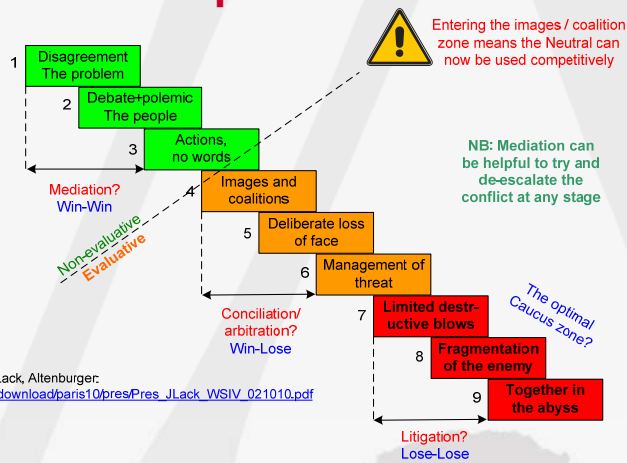 Entering the images / coalition
zone means the Neutral can
now be used competitively
1
Disagreement
The problem
2
Debate+polemic
The people
3
Actions,
no words
NB: Mediation can
be helpful to try and
de-escalate the
conflict at any stage
Mediation?
Win-Win
4
Images and
coalitions
Non-evaluative
Evaluative
5
Deliberate loss
of face
6
Management of
threat
Conciliation/
arbitration?
Win-Lose
7
Limited destr-
uctive blows
The optimal
Caucus zone?
8
Fragmentation
of the enemy
9
Together in
the abyss
Lack, Altenburger:
download/paris10/pres/Pres_JLack_WSIV_021010.pdf
Litigation?
Lose-Lose